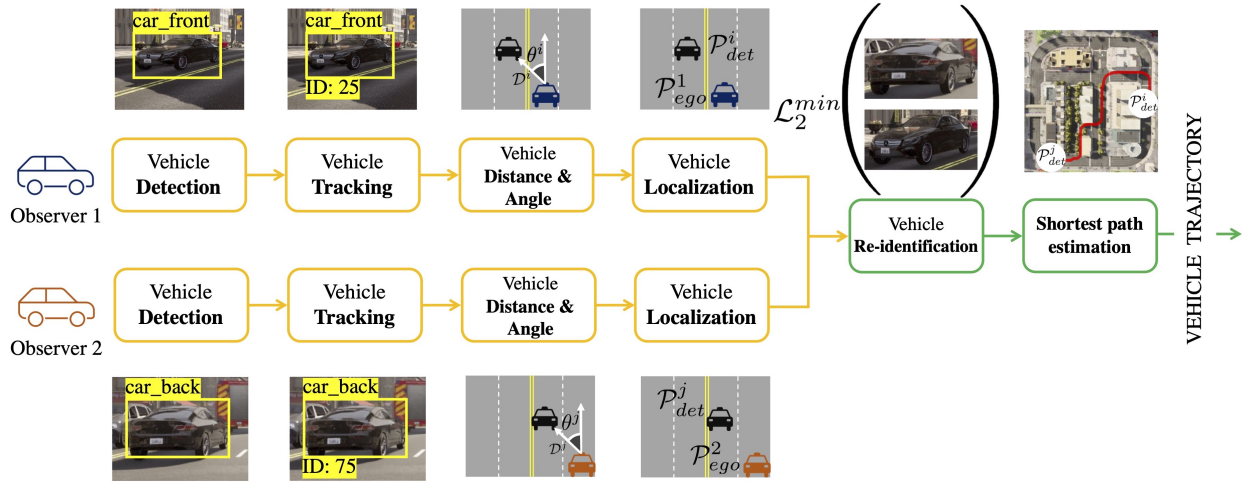 car_front
car_front
ID: 25
θ^i
𝒟^i
𝒫^i_det
𝒫^1_ego
ℒ_2^min
𝒫^i_det
𝒫^j_det
Observer 1
Vehicle
Detection
Vehicle
Tracking
Vehicle
Distance &
Angle
Vehicle
Localization
Vehicle
Re-identification
Shortest path
estimation
VEHICLE TRAJECTORY
Observer 2
Vehicle
Detection
Vehicle
Tracking
Vehicle
Distance &
Angle
Vehicle
Localization
car_back
car_back
ID: 75
θ^j
𝒟^j
𝒫^j_det
𝒫^2_ego